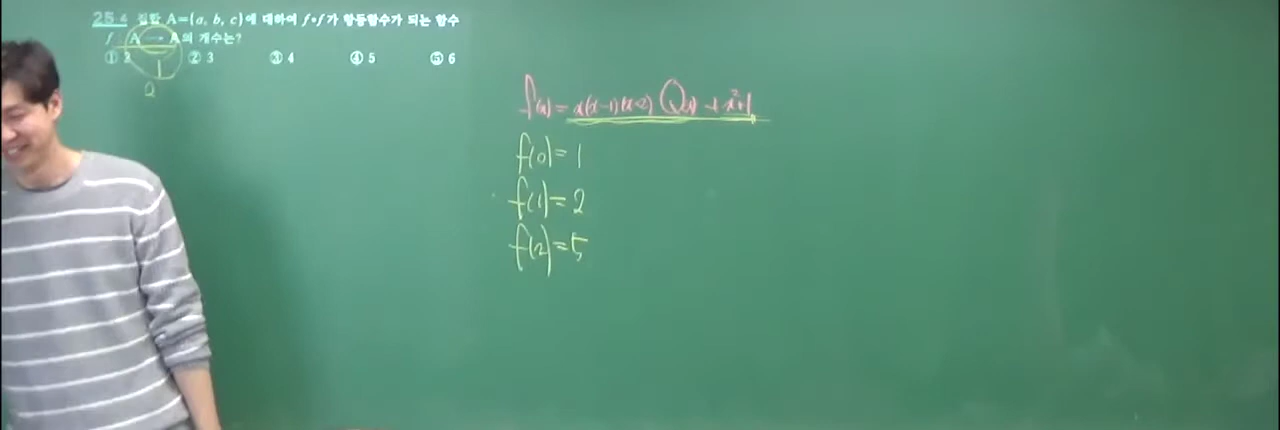 25.4 집합 A={a, b, c}에 대하여 f∘f가 항등함수가 되는 함수
f : A → A의 개수는?
① 2 ② 3 ③ 4 ④ 5 ⑤ 6
f(x)=x(x-1)(x-2)Q(x)+x²+1
f(0)=1
f(1)=2
f(2)=5